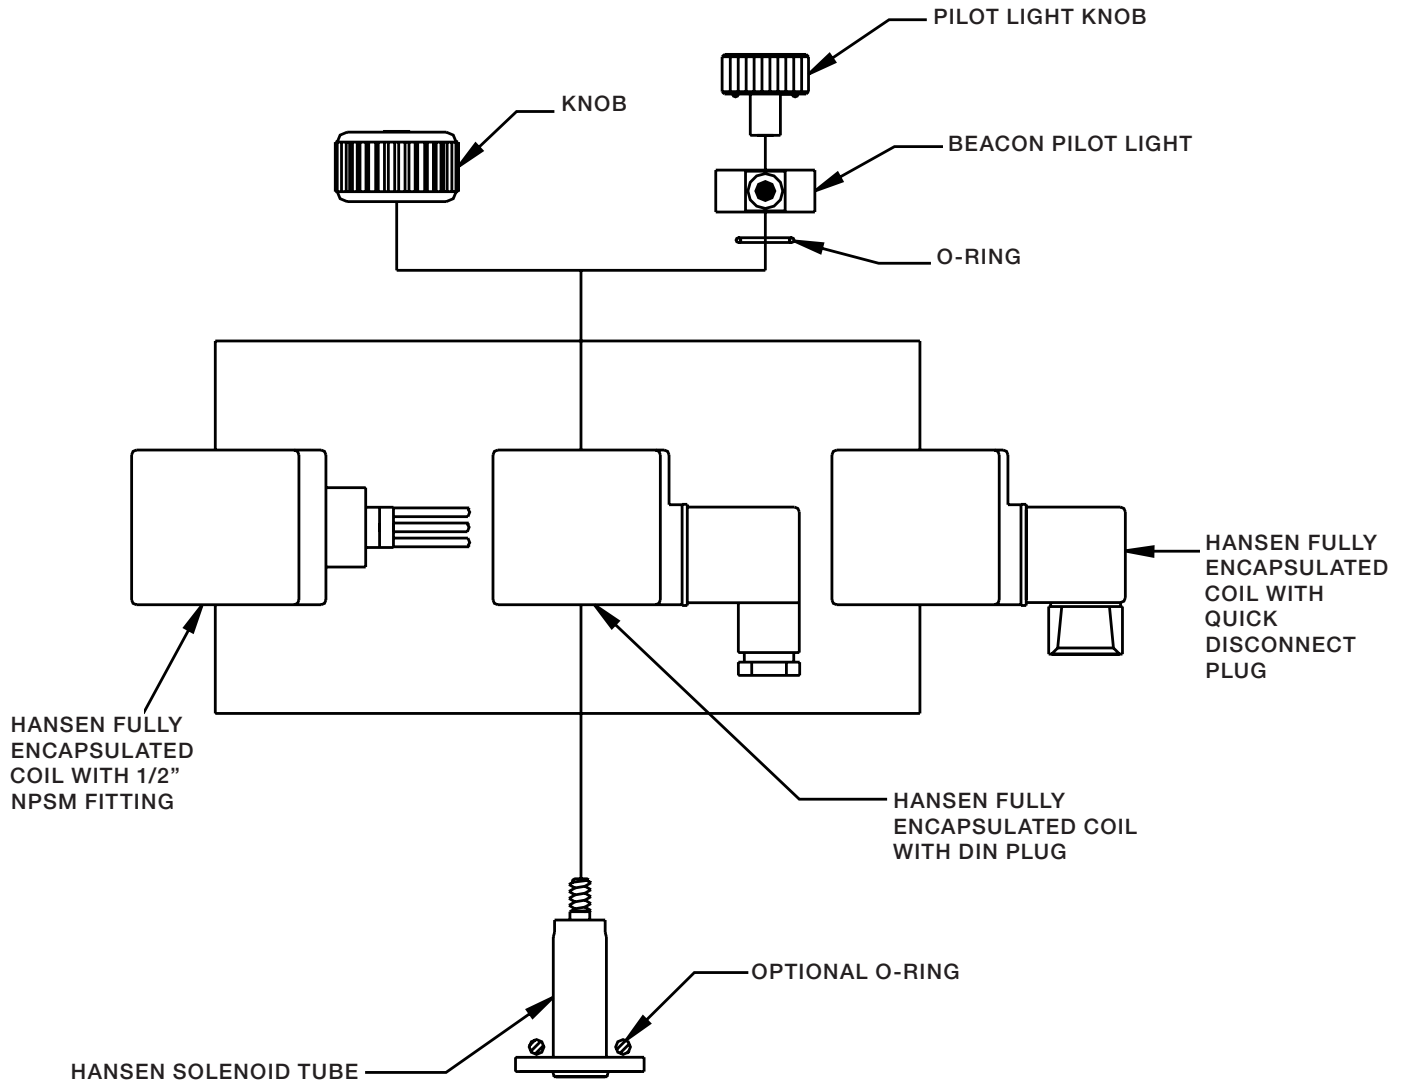 PILOT LIGHT KNOB
KNOB
BEACON PILOT LIGHT
O-RING
HANSEN FULLY
ENCAPSULATED
COIL WITH
QUICK
DISCONNECT
PLUG
HANSEN FULLY
ENCAPSULATED
COIL WITH 1/2”
NPSM FITTING
HANSEN FULLY
ENCAPSULATED COIL
WITH DIN PLUG
OPTIONAL O-RING
HANSEN SOLENOID TUBE